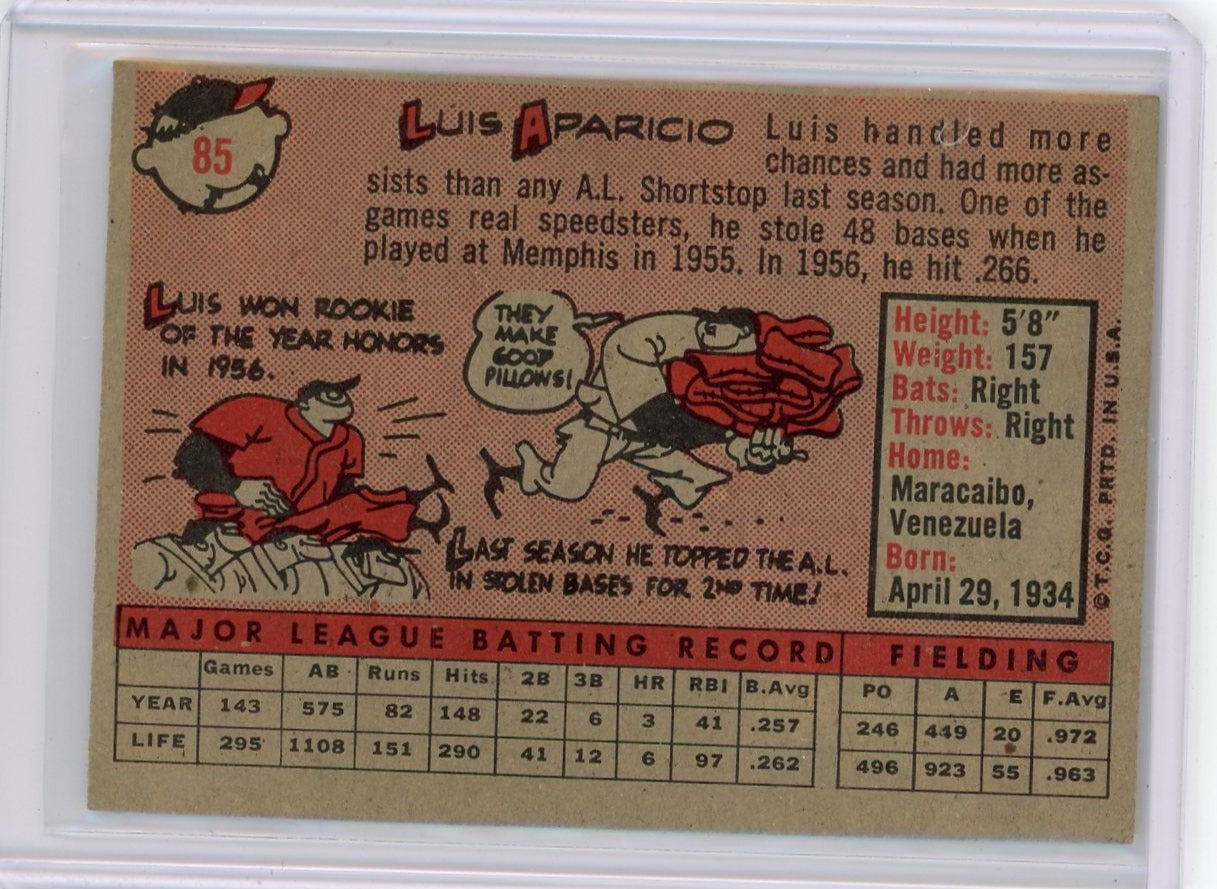 85
LUIS APARICIO Luis handled more
chances and had more as-
sists than any A.L. Shortstop last season. One of the
games real speedsters, he stole 48 bases when he
played at Memphis in 1955. In 1956, he hit .266.
LUIS WON ROOKIE
OF THE YEAR HONORS
IN 1956.
THEY
MAKE
GOOD
PILLOWS!
LAST SEASON HE TOPPED THE A.L.
IN STOLEN BASES FOR 2ND TIME!
Height: 5'8"
Weight: 157
Bats: Right
Throws: Right
Home:
Maracaibo,
Venezuela
Born:
April 29, 1934
©T.C.G. PRTD. IN U.S.A.
MAJOR LEAGUE BATTING RECORD FIELDING
Games AB Runs Hits 2B 3B HR RBI B.Avg PO A E F.Avg
YEAR 143 575 82 148 22 6 3 41 .257 246 449 20 .972
LIFE 295 1108 151 290 41 12 6 97 .262 496 923 55 .963